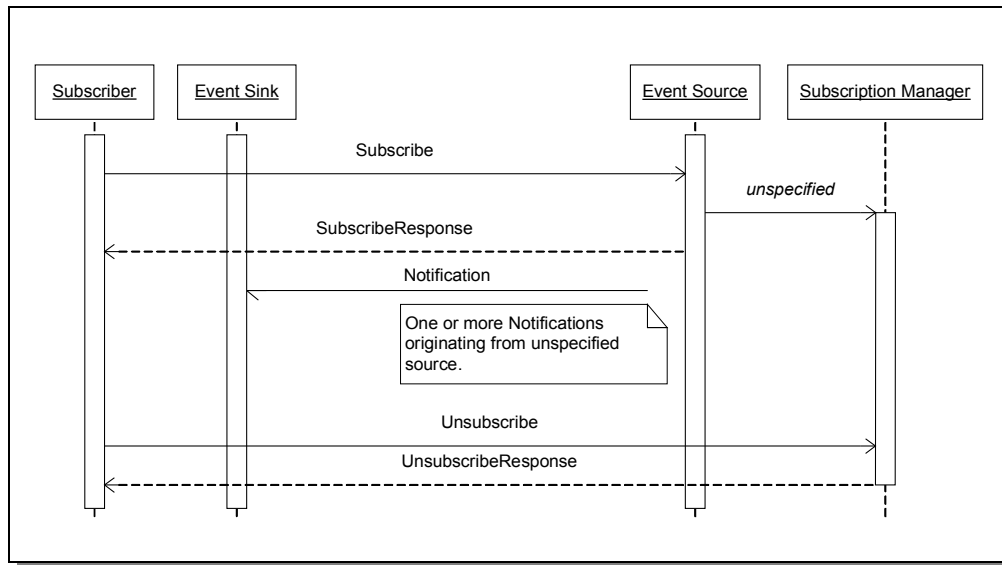 Subscriber
Event Sink
Event Source
Subscription Manager
Subscribe
unspecified
SubscribeResponse
Notification
One or more Notifications
originating from unspecified
source.
Unsubscribe
UnsubscribeResponse